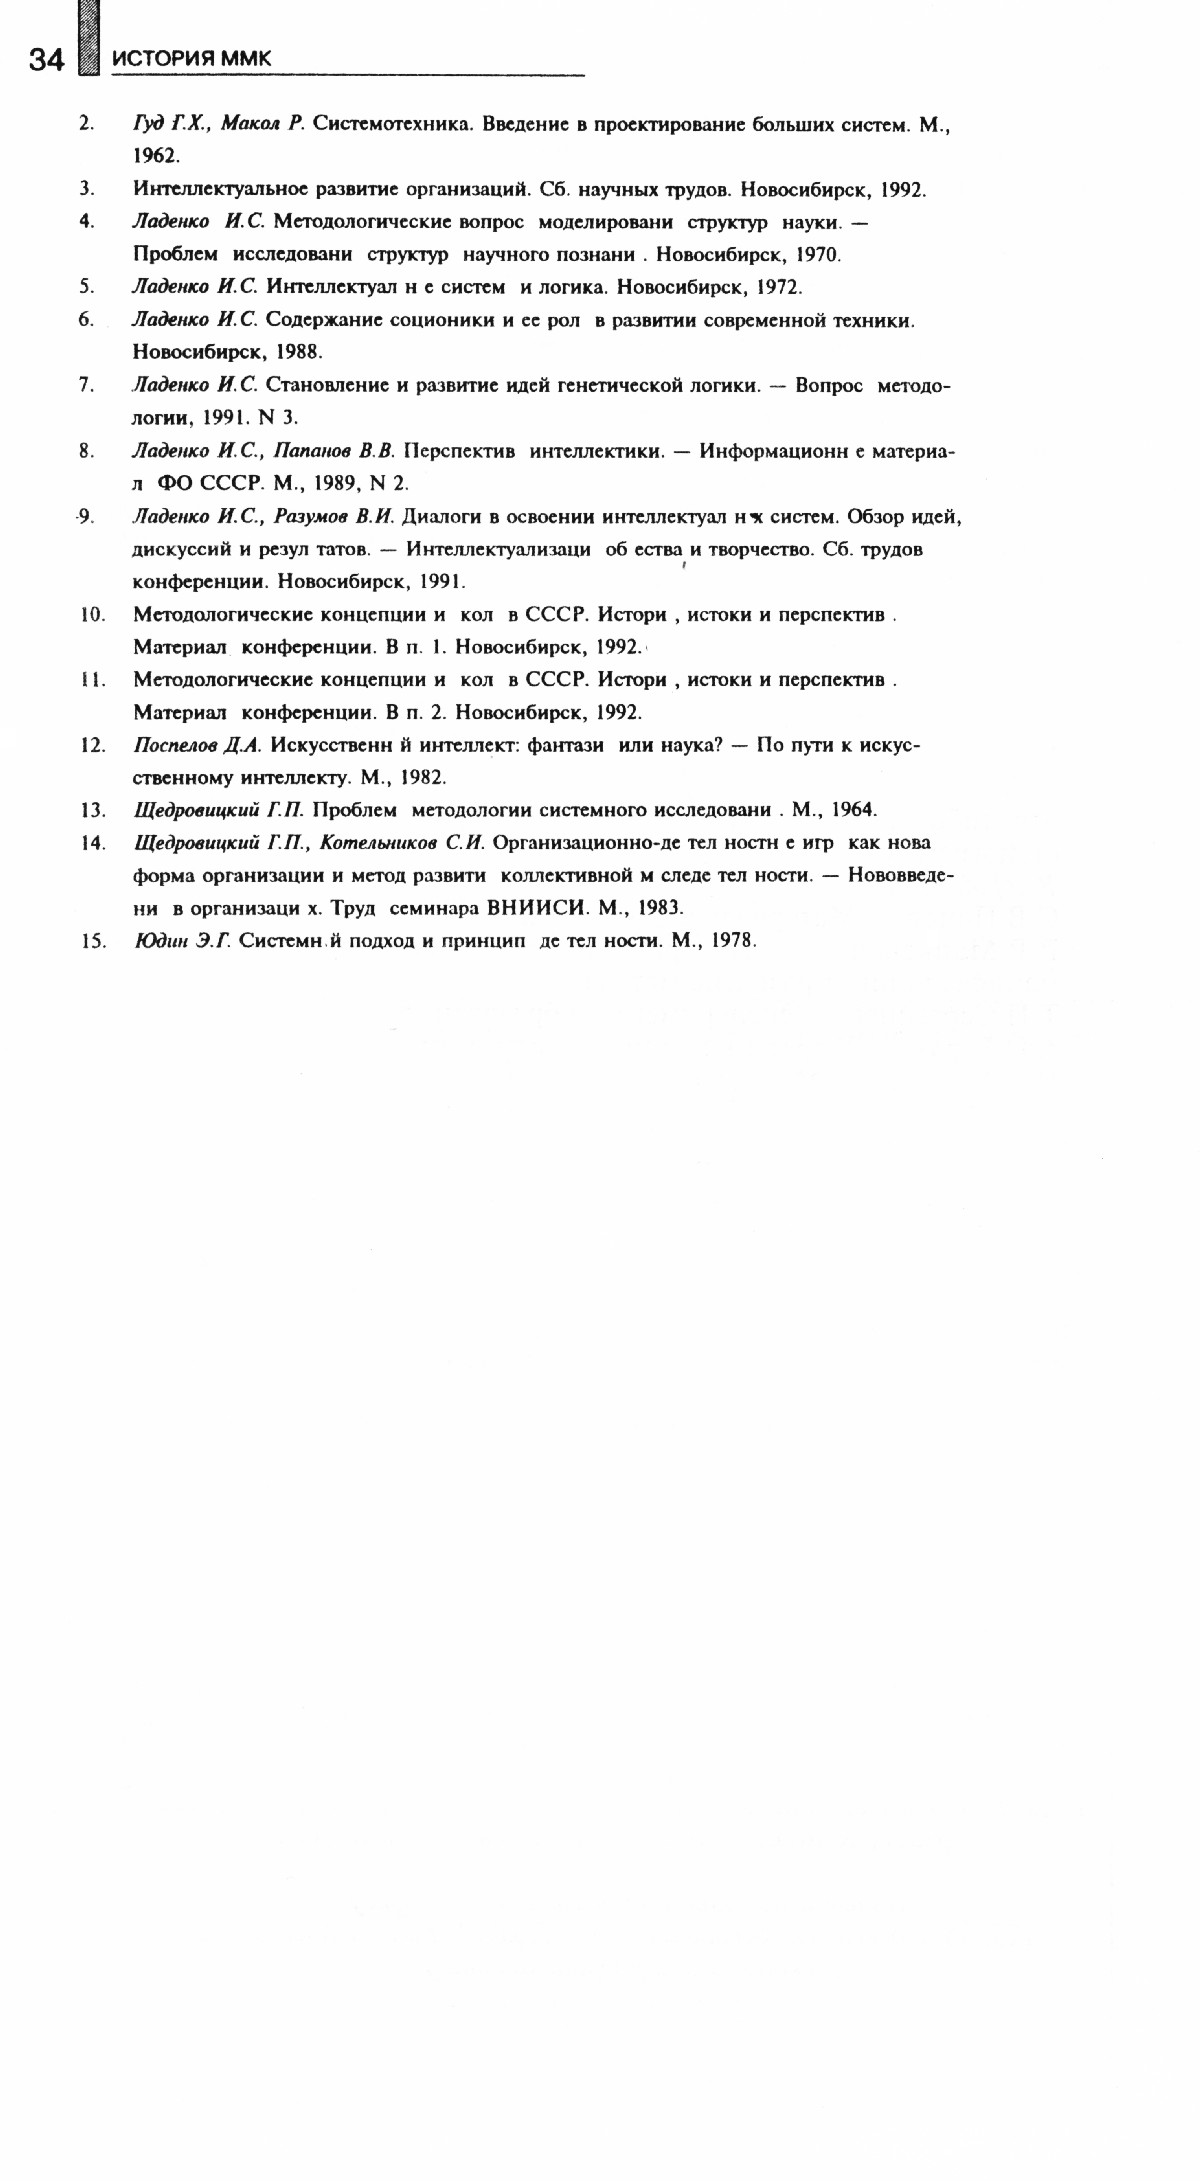 34 ИСТОРИЯ ММК
2. Гуд Г.Х., Макол Р. Системотехника. Введение в проектирование больших систем. М.,
1962.
3. Интеллектуальное развитие организаций. Сб. научных трудов. Новосибирск, 1992.
4. Ладенко И.С. Методологические вопрос моделировани структур науки. —
Проблем исследовани структур научного познани . Новосибирск, 1970.
5. Ладенко И.С. Интеллектуал н е систем и логика. Новосибирск, 1972.
6. Ладенко И.С. Содержание соционики и ее рол в развитии современной техники.
Новосибирск, 1988.
7. Ладенко И.С. Становление и развитие идей генетической логики. — Вопрос методо-
логии, 1991. N 3.
8. Ладенко И.С., Папанов В.В. Перспектив интеллектики. — Информационн е материа-
л ФО СССР. М., 1989, N 2.
9. Ладенко И.С., Разумов В.И. Диалоги в освоении интеллектуал н х систем. Обзор идей,
дискуссий и резул татов. — Интеллектуализаци об ества и творчество. Сб. трудов
конференции. Новосибирск, 1991.
10. Методологические концепции и кол в СССР. Истори , истоки и перспектив .
Материал конференции. В п. 1. Новосибирск, 1992.
11. Методологические концепции и кол в СССР. Истори , истоки и перспектив .
Материал конференции. В п. 2. Новосибирск, 1992.
12. Поспелов Д.А. Искусственн й интеллект: фантази или наука? — По пути к искус-
ственному интеллекту. М., 1982.
13. Щедровицкий Г.П. Проблем методологии системного исследовани . М., 1964.
14. Щедровицкий Г.П., Котельников С.И. Организационно-де тел ностн е игр как нова
форма организации и метод развити коллективной м следе тел ности. — Нововведе-
ни в организаци х. Труд семинара ВНИИСИ. М., 1983.
15. Юдин Э.Г. Системн й подход и принцип де тел ности. М., 1978.